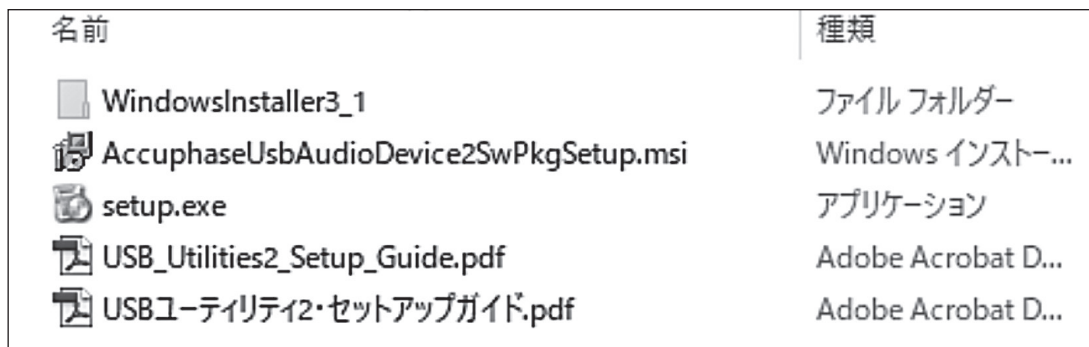 名前 種類
WindowsInstaller3_1 ファイル フォルダー
AccuphaseUsbAudioDevice2SwPkgSetup.msi Windows インストー...
setup.exe アプリケーション
USB_Utilities2_Setup_Guide.pdf Adobe Acrobat D...
USBユーティリティ2・セットアップガイド.pdf Adobe Acrobat D...